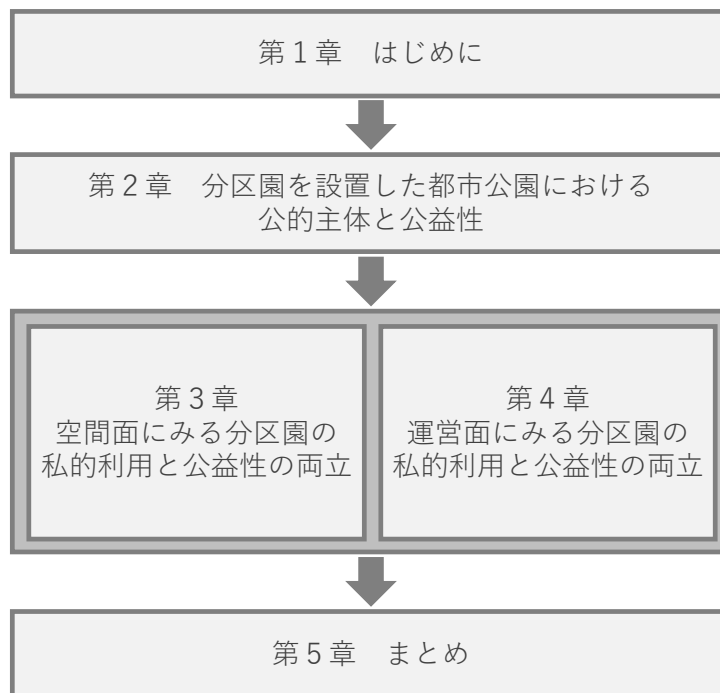 第１章　はじめに
第２章　分区園を設置した都市公園における
公的主体と公益性
第３章
空間面にみる分区園の
私的利用と公益性の両立
第４章
運営面にみる分区園の
私的利用と公益性の両立
第５章　まとめ